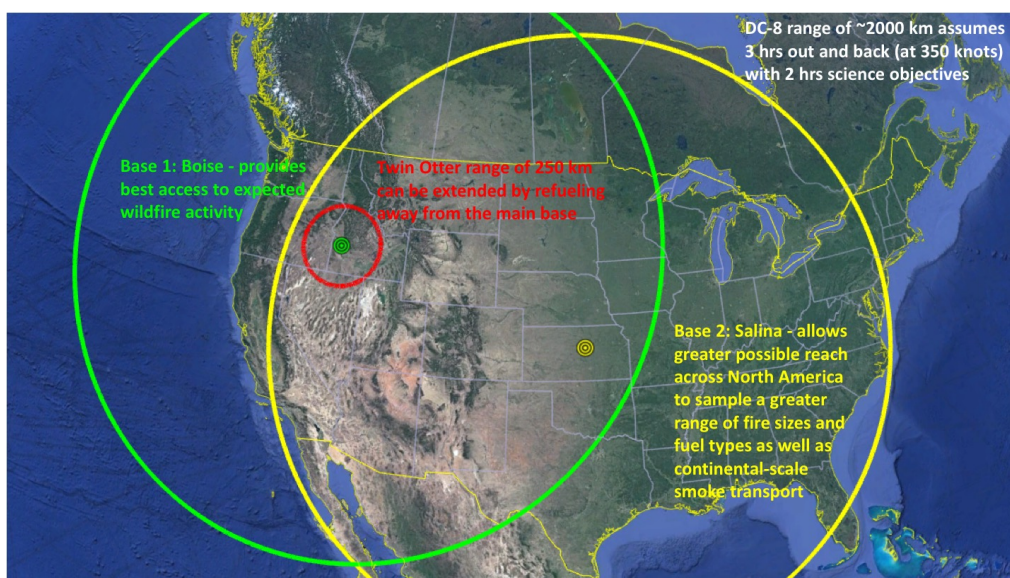 DC-8 range of ~2000 km assumes
3 hrs out and back (at 350 knots)
with 2 hrs science objectives
Base 1: Boise - provides
best access to expected
wildfire activity
Twin Otter range of 250 km
can be extended by refueling
away from the main base
Base 2: Salina - allows
greater possible reach
across North America
to sample a greater
range of fire sizes and
fuel types as well as
continental-scale
smoke transport